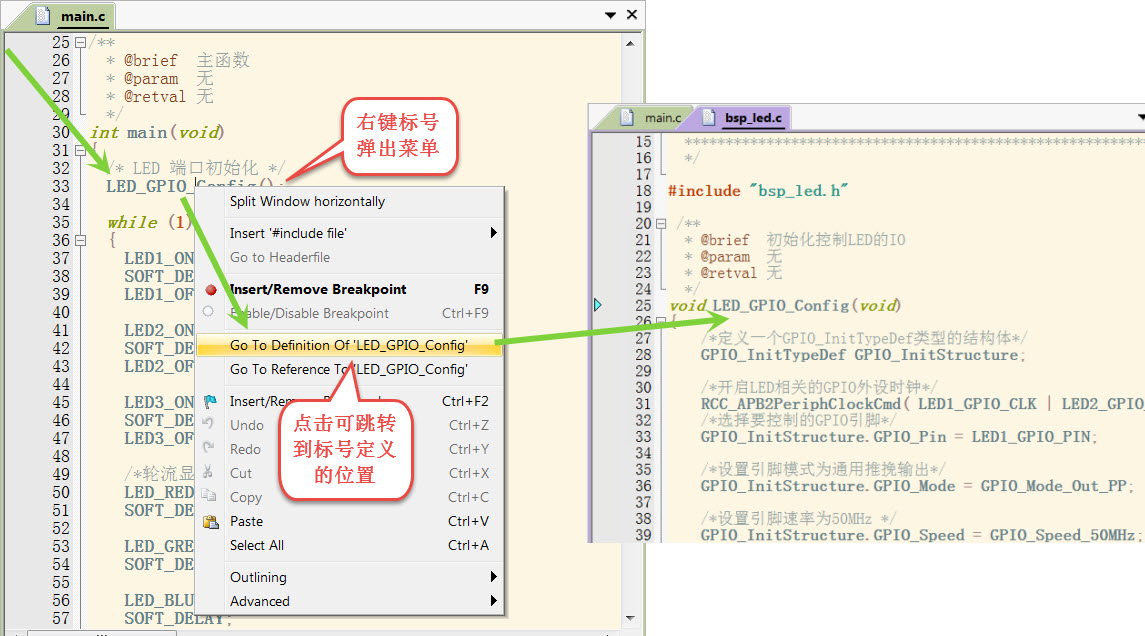 main.c
25 /**
26 * @brief 主函数
27 * @param 无
28 * @retval 无
29 */
30 int main(void)
31 {
32 /* LED 端口初始化 */
33 LED_GPIO_Config();
34
35 while (1)
36 {
37 LED1_ON
38 SOFT_DE
39 LED1_OF
40
41 LED2_ON
42 SOFT_DE
43 LED2_OF
44
45 LED3_ON
46 SOFT_DE
47 LED3_OF
48
49 /*轮流显
50 LED_RED
51 SOFT_DE
52
53 LED_GRE
54 SOFT_DE
55
56 LED_BLU
57 SOFT_DELAY;
右键标号
弹出菜单
Split Window horizontally
Insert '#include file'
Go to Headerfile
Insert/Remove Breakpoint F9
Enable/Disable Breakpoint Ctrl+F9
Go To Definition Of 'LED_GPIO_Config'
Go To Reference To 'LED_GPIO_Config'
Insert/Rem Ctrl+F2
Undo Ctrl+Z
Redo Ctrl+Y
Cut Ctrl+X
Copy Ctrl+C
Paste Ctrl+V
Select All Ctrl+A
Outlining
Advanced
点击可跳转
到标号定义
的位置
main.c bsp_led.c
15 ******************************************************
16 */
17
18 #include "bsp_led.h"
19
20 /**
21 * @brief 初始化控制LED的IO
22 * @param 无
23 * @retval 无
24 */
25 void LED_GPIO_Config(void)
26 {
27 /*定义一个GPIO_InitTypeDef类型的结构体*/
28 GPIO_InitTypeDef GPIO_InitStructure;
29
30 /*开启LED相关的GPIO外设时钟*/
31 RCC_APB2PeriphClockCmd( LED1_GPIO_CLK | LED2_GPIO_
32 /*选择要控制的GPIO引脚*/
33 GPIO_InitStructure.GPIO_Pin = LED1_GPIO_PIN;
34
35 /*设置引脚模式为通用推挽输出*/
36 GPIO_InitStructure.GPIO_Mode = GPIO_Mode_Out_PP;
37
38 /*设置引脚速率为50MHz */
39 GPIO_InitStructure.GPIO_Speed = GPIO_Speed_50MHz;